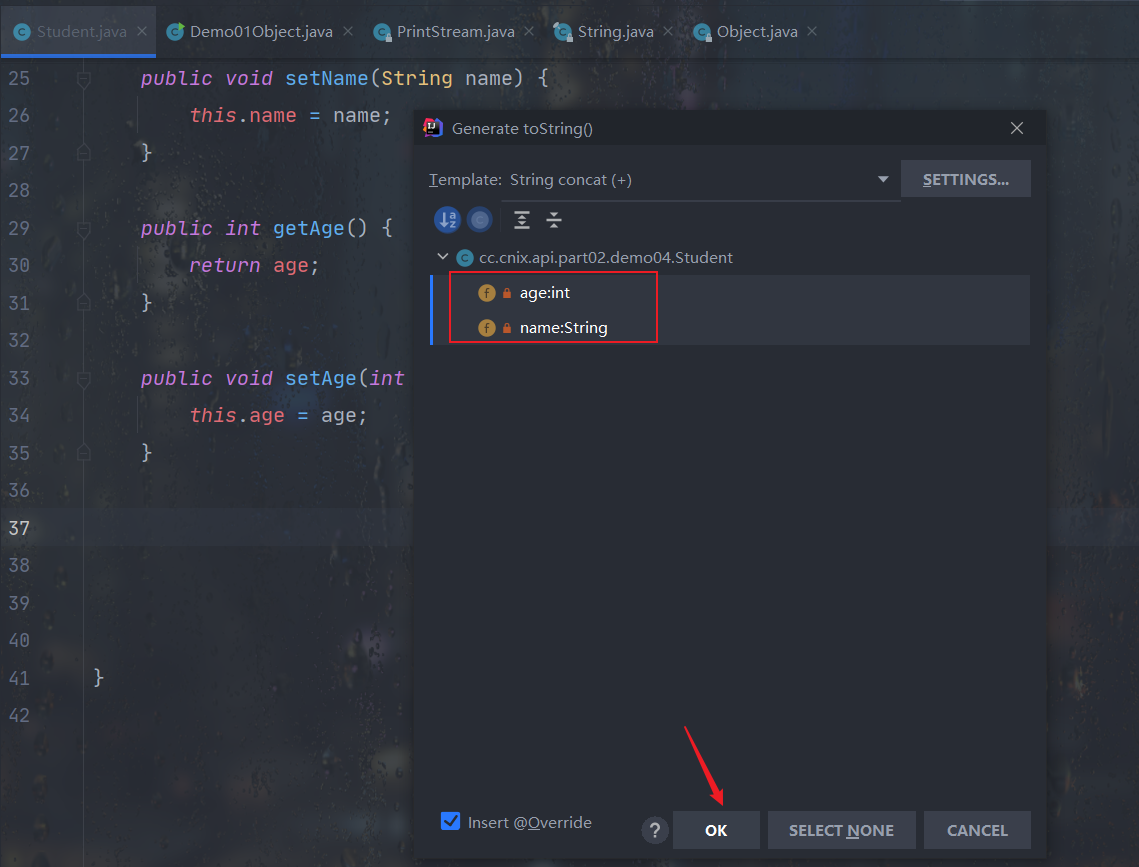 Student.java
Demo01Object.java
PrintStream.java
String.java
Object.java
25 public void setName(String name) {
26 this.name = name;
27 }
28
29 public int getAge() {
30 return age;
31 }
32
33 public void setAge(int
34 this.age = age;
35 }
36
37
38
39
40
41 }
42
Generate toString()
Template: String concat (+)
SETTINGS...
cc.cnix.api.part02.demo04.Student
age:int
name:String
Insert @Override
?
OK
SELECT NONE
CANCEL